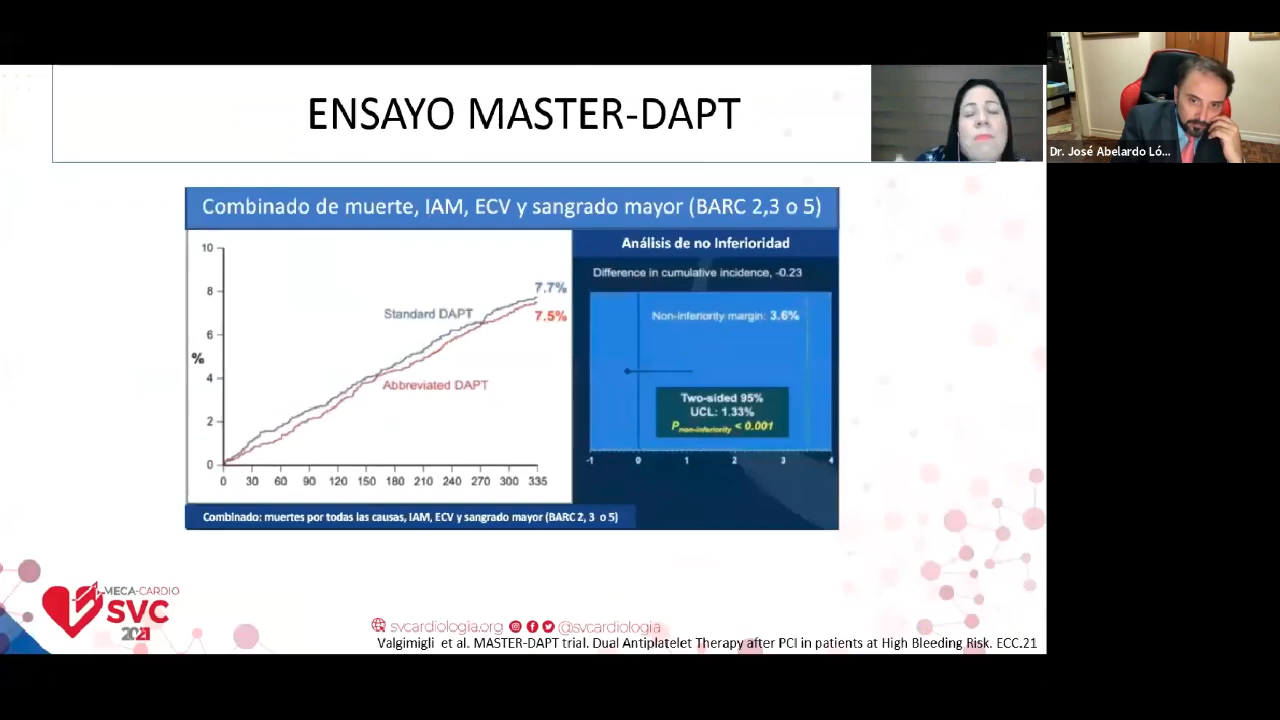 ENSAYO MASTER-DAPT
Dr. José Abelardo Ló...
Combinado de muerte, IAM, ECV y sangrado mayor (BARC 2,3 o 5)
10
8
6
%
4
2
0
7.7%
Standard DAPT
7.5%
Abbreviated DAPT
0 30 60 90 120 150 180 210 240 270 300 335
Análisis de no Inferioridad
Difference in cumulative incidence, -0.23
Non-inferiority margin: 3.6%
Two-sided 95%
UCL: 1.33%
Pnon-inferiority < 0.001
-1 0 1 2 3 4
Combinado: muertes por todas las causas, IAM, ECV y sangrado mayor (BARC 2, 3 o 5)
MECA-CARDIO
SVC
2021
svcardiologia.org @svcardiologia
Valgimigli et al. MASTER-DAPT trial. Dual Antiplatelet Therapy after PCI in patients at High Bleeding Risk. ECC.21